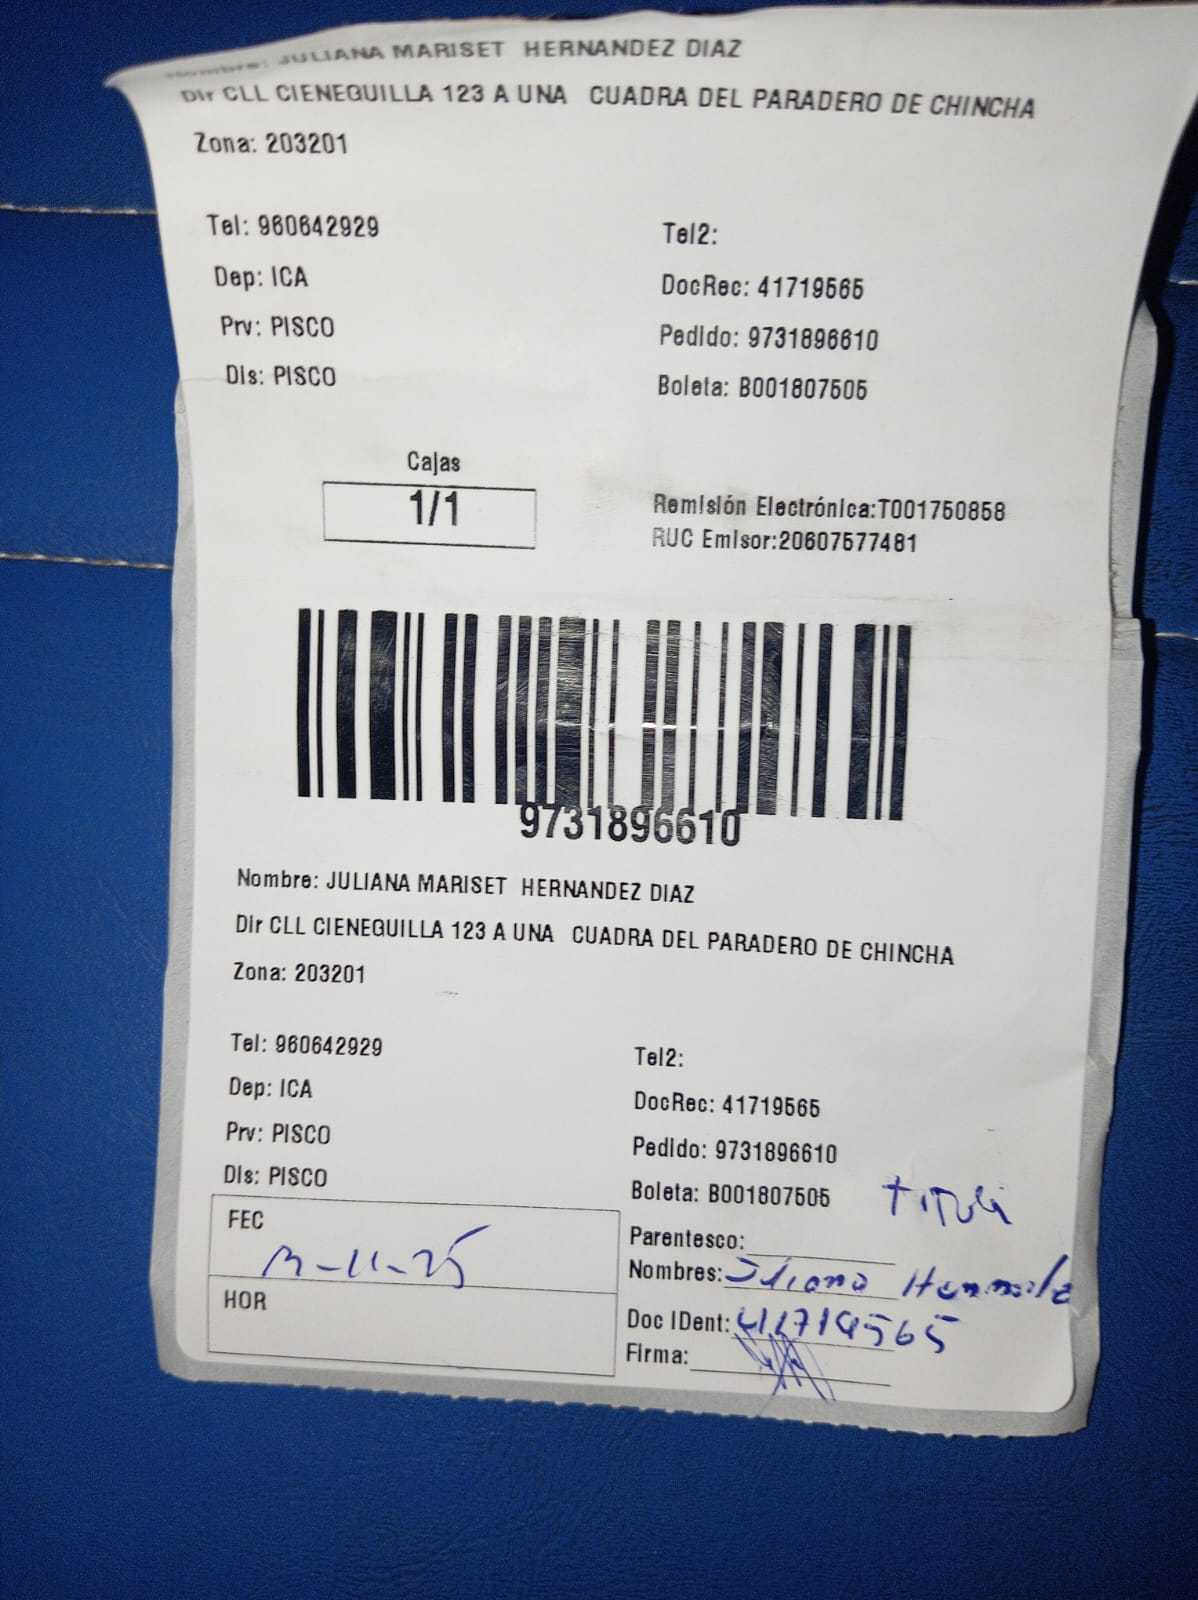 Nombre: JULIANA MARISET HERNANDEZ DIAZ
Dir CLL CIENEGUILLA 123 A UNA CUADRA DEL PARADERO DE CHINCHA
Zona: 203201
Tel: 960642929 Tel2:
Dep: ICA DocRec: 41719565
Prv: PISCO Pedido: 9731896610
Dis: PISCO Boleta: B001807505
Cajas
1/1
Remisión Electrónica:T001750858
RUC Emisor:20607577481
9731896610
Nombre: JULIANA MARISET HERNANDEZ DIAZ
Dir CLL CIENEGUILLA 123 A UNA CUADRA DEL PARADERO DE CHINCHA
Zona: 203201
Tel: 960642929 Tel2:
Dep: ICA DocRec: 41719565
Prv: PISCO Pedido: 9731896610
Dis: PISCO Boleta: B001807505
FEC Parentesco:
Nombres: Juliana
HOR Doc IDent: 41719565
Firma: